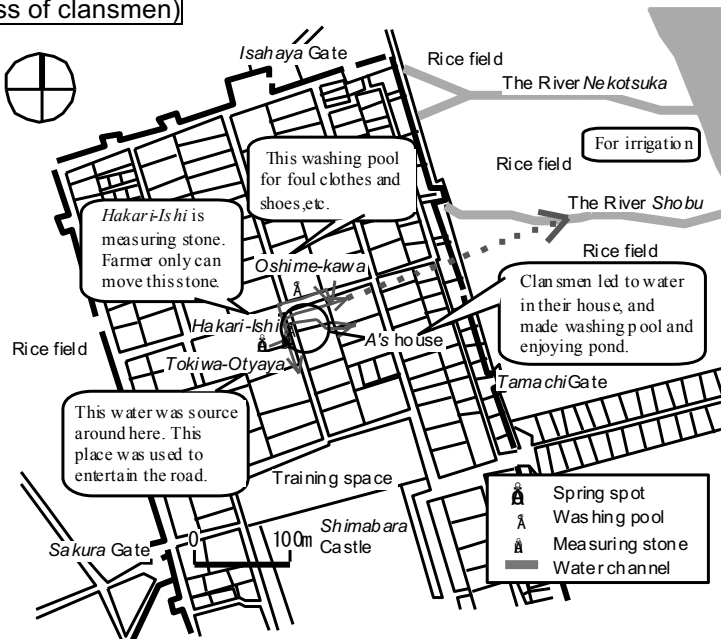 ss of clansmen)
Isahaya Gate
Rice field
The River Nekotsuka
For irrigation
Rice field
The River Shobu
Rice field
This washing pool
for foul clothes and
shoes,etc.
Hakari-Ishi is
measuring stone.
Farmer only can
move this stone.
Oshime-kawa
Clansmen led to water
in their house, and
made washing pool and
enjoying pond.
Hakari-Ishi
A's house
Rice field
Tokiwa-Otyaya
Tamachi Gate
This water was source
around here. This
place was used to
entertain the road.
Training space
Shimabara
Castle
Sakura Gate
0
100m
Spring spot
Washing pool
Measuring stone
Water channel